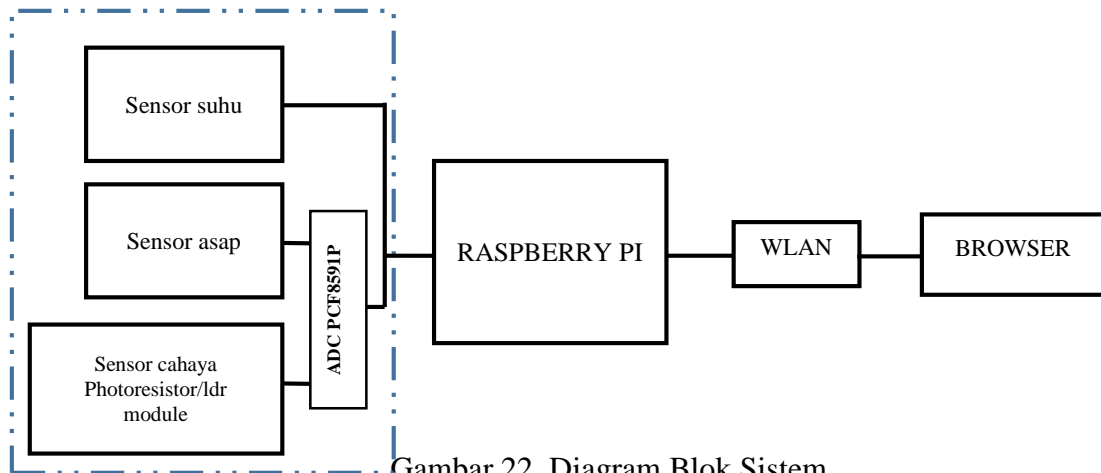 Sensor suhu
Sensor asap
Sensor cahaya
Photoresistor/ldr
module
ADC PCF8591P
RASPBERRY PI
WLAN
BROWSER
Gambar 22. Diagram Blok Sistem